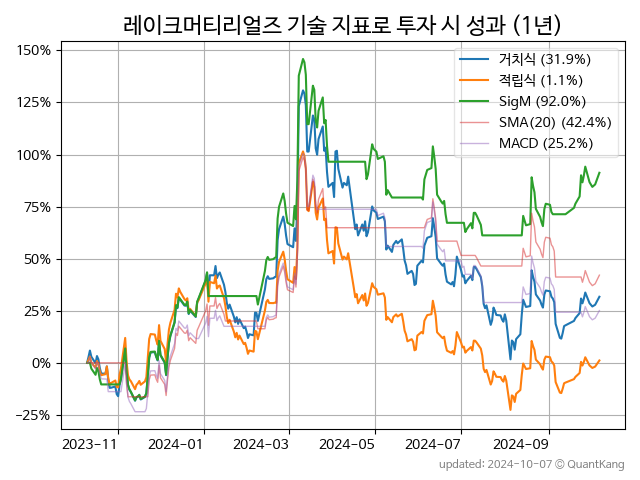 레이크머티리얼즈 기술 지표로 투자 시 성과 (1년)
150%
125%
100%
75%
50%
25%
0%
−25%
거치식 (31.9%)
적립식 (1.1%)
SigM (92.0%)
SMA(20) (42.4%)
MACD (25.2%)
2023−11
2024−01
2024−03
2024−05
2024−07
2024−09
updated: 2024-10-07 © QuantKang